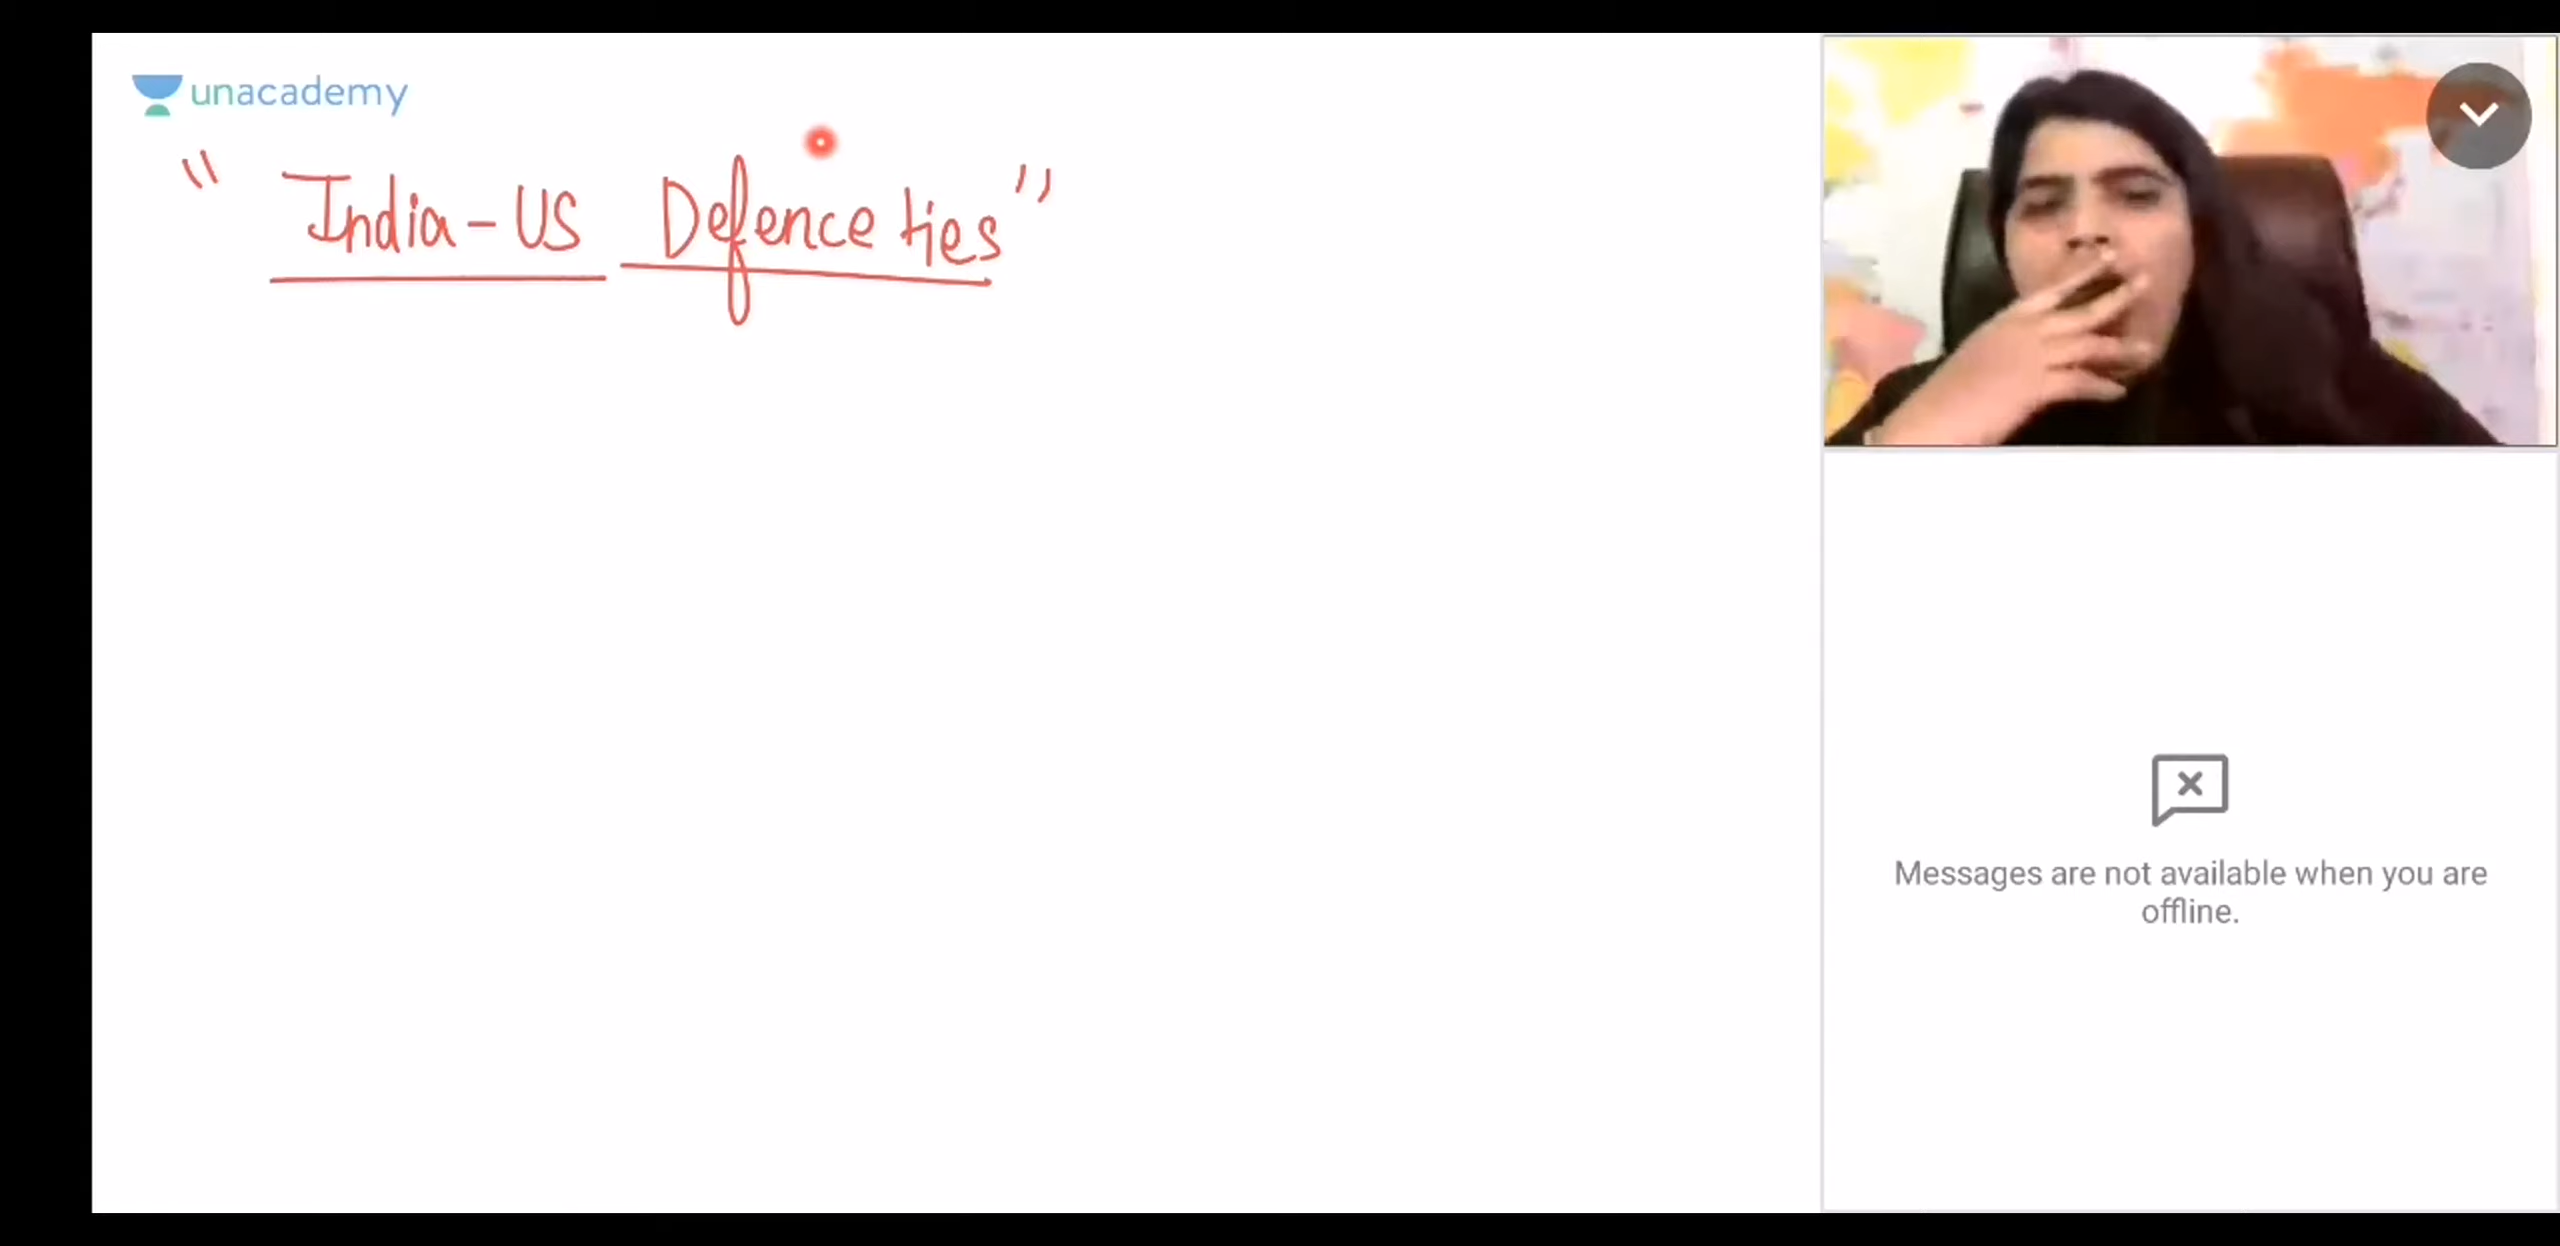 unacademy
" India - US Defence ties "
Messages are not available when you are
offline.